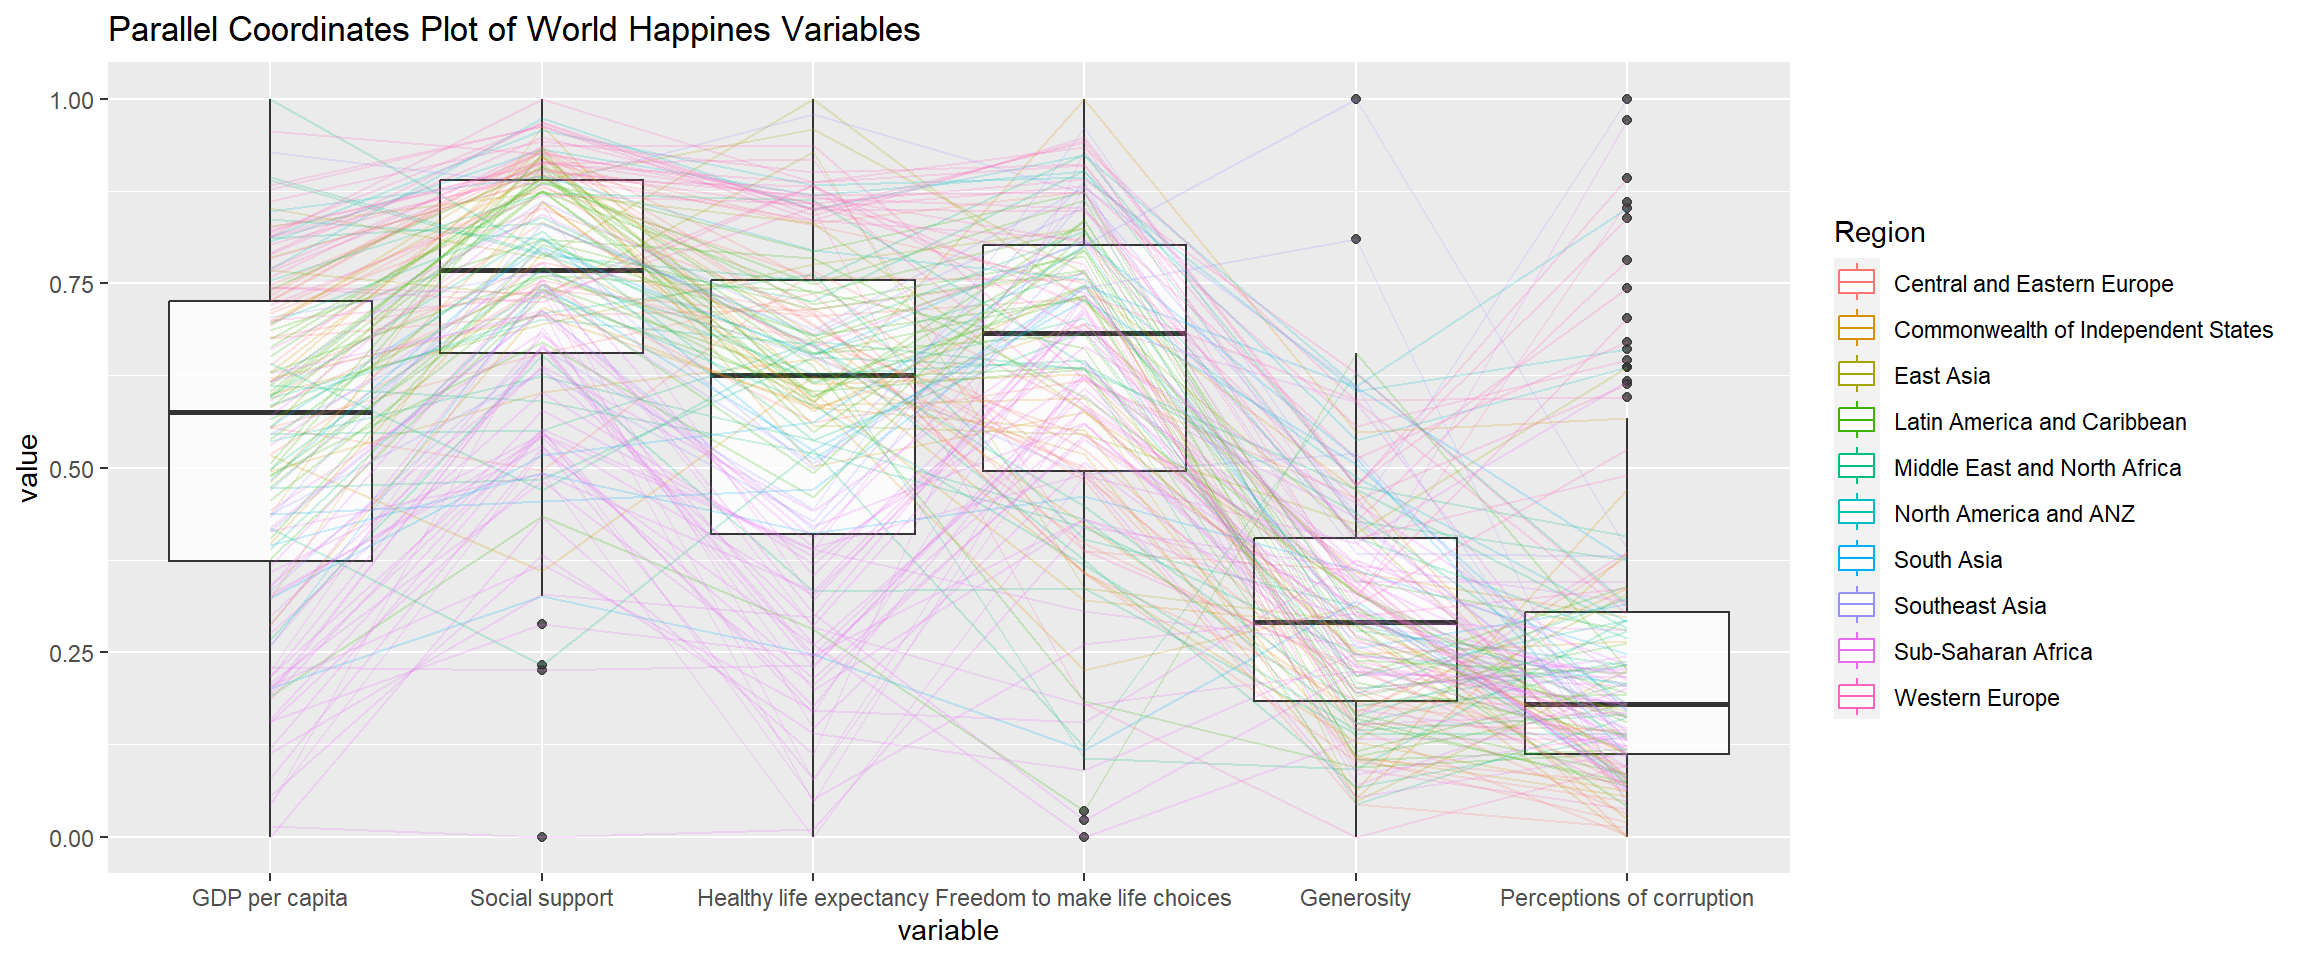 Parallel Coordinates Plot of World Happines Variables
1.00
0.75
0.50
0.25
0.00
value
GDP per capita
Social support
Healthy life expectancy
Freedom to make life choices
Generosity
Perceptions of corruption
variable
Region
Central and Eastern Europe
Commonwealth of Independent States
East Asia
Latin America and Caribbean
Middle East and North Africa
North America and ANZ
South Asia
Southeast Asia
Sub-Saharan Africa
Western Europe